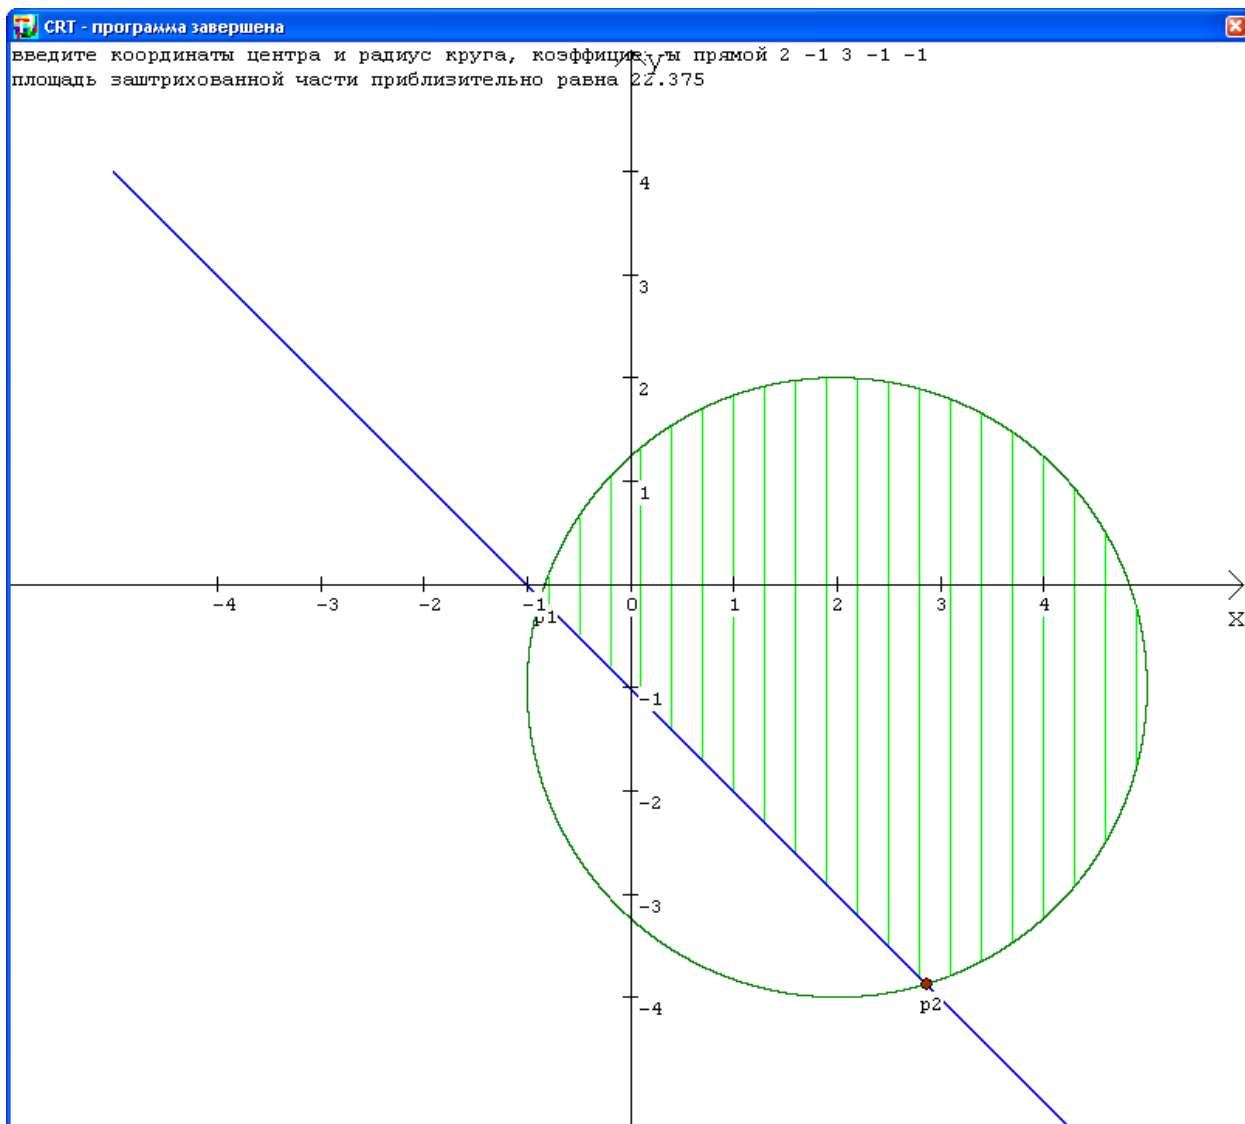 CRT - программа завершена
введите координаты центра и радиус круга, прямой 2 -1 3 -1 -1
площадь заштрихованной части приблизительно равна 22.375
y
4
3
2
1
-4 -3 -2 -1 0 1 2 3 4
p1
x
-1
-2
-3
-4
p2